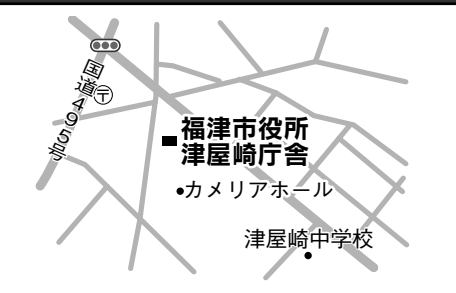 国道495号
〒
福津市役所
津屋崎庁舎
カメリアホール
津屋崎中学校